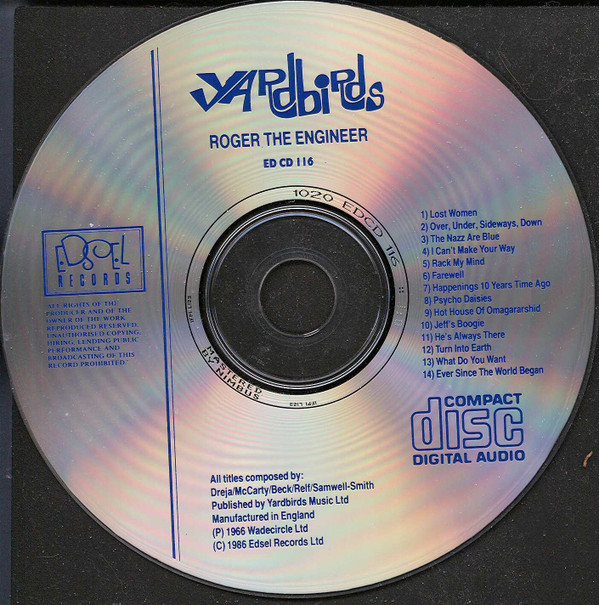 YARDBIRDS
ROGER THE ENGINEER
ED CD 116
1020 EDCD 116
EDSEL
RECORDS
ALL RIGHTS OF THE
PRODUCER AND OF THE
OWNER OF THE WORK
REPRODUCED RESERVED.
UNAUTHORISED COPYING,
HIRING, LENDING PUBLIC
PERFORMANCE AND
BROADCASTING OF THIS
RECORD PROHIBITED.
1) Lost Women
2) Over, Under, Sideways, Down
3) The Nazz Are Blue
4) I Can't Make Your Way
5) Rack My Mind
6) Farewell
7) Happenings 10 Years Time Ago
8) Psycho Daisies
9) Hot House Of Omagararshid
10) Jeff's Boogie
11) He's Always There
12) Turn Into Earth
13) What Do You Want
14) Ever Since The World Began
MASTERED
BY NIMBUS
COMPACT
disc
DIGITAL AUDIO
All titles composed by:
Dreja/McCarty/Beck/Relf/Samwell-Smith
Published by Yardbirds Music Ltd
Manufactured in England
(P) 1966 Wadecircle Ltd
(C) 1986 Edsel Records Ltd